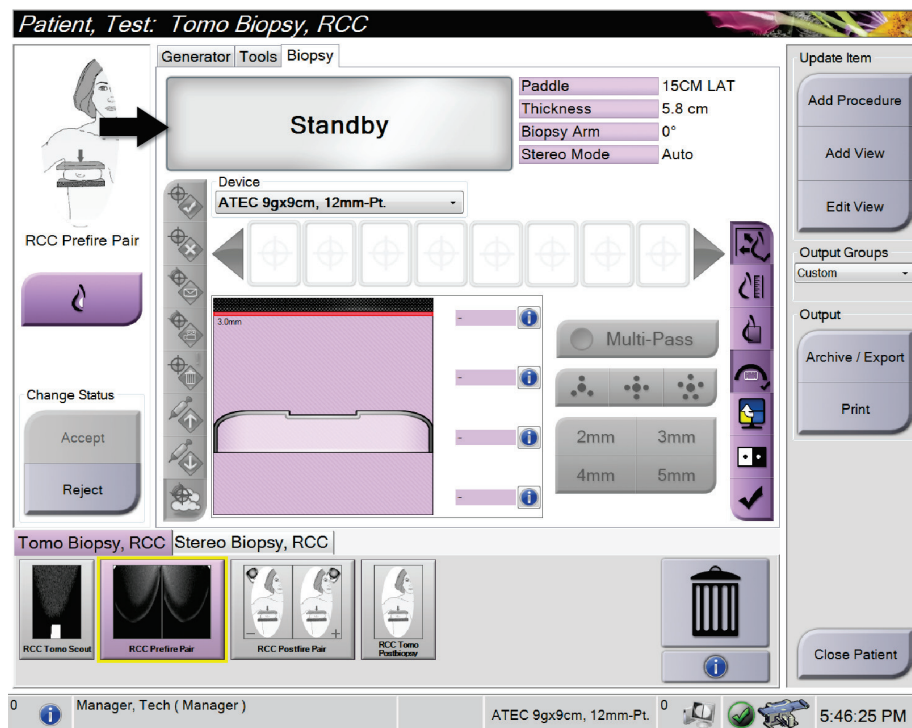 Patient, Test: Tomo Biopsy, RCC
Generator Tools Biopsy
Standby
Paddle 15CM LAT
Thickness 5.8 cm
Biopsy Arm 0°
Stereo Mode Auto
RCC Prefire Pair
Change Status
Accept
Reject
Device
ATEC 9gx9cm, 12mm-Pt.
3.0mm
-
-
-
-
Multi-Pass
2mm 3mm
4mm 5mm
Update Item
Add Procedure
Add View
Edit View
Output Groups
Custom
Output
Archive / Export
Print
Tomo Biopsy, RCC Stereo Biopsy, RCC
RCC Tomo Scout
RCC Prefire Pair
- +
RCC Postfire Pair
RCC Tomo
Postbiopsy
Close Patient
0 Manager, Tech ( Manager ) ATEC 9gx9cm, 12mm-Pt. 0 5:46:25 PM